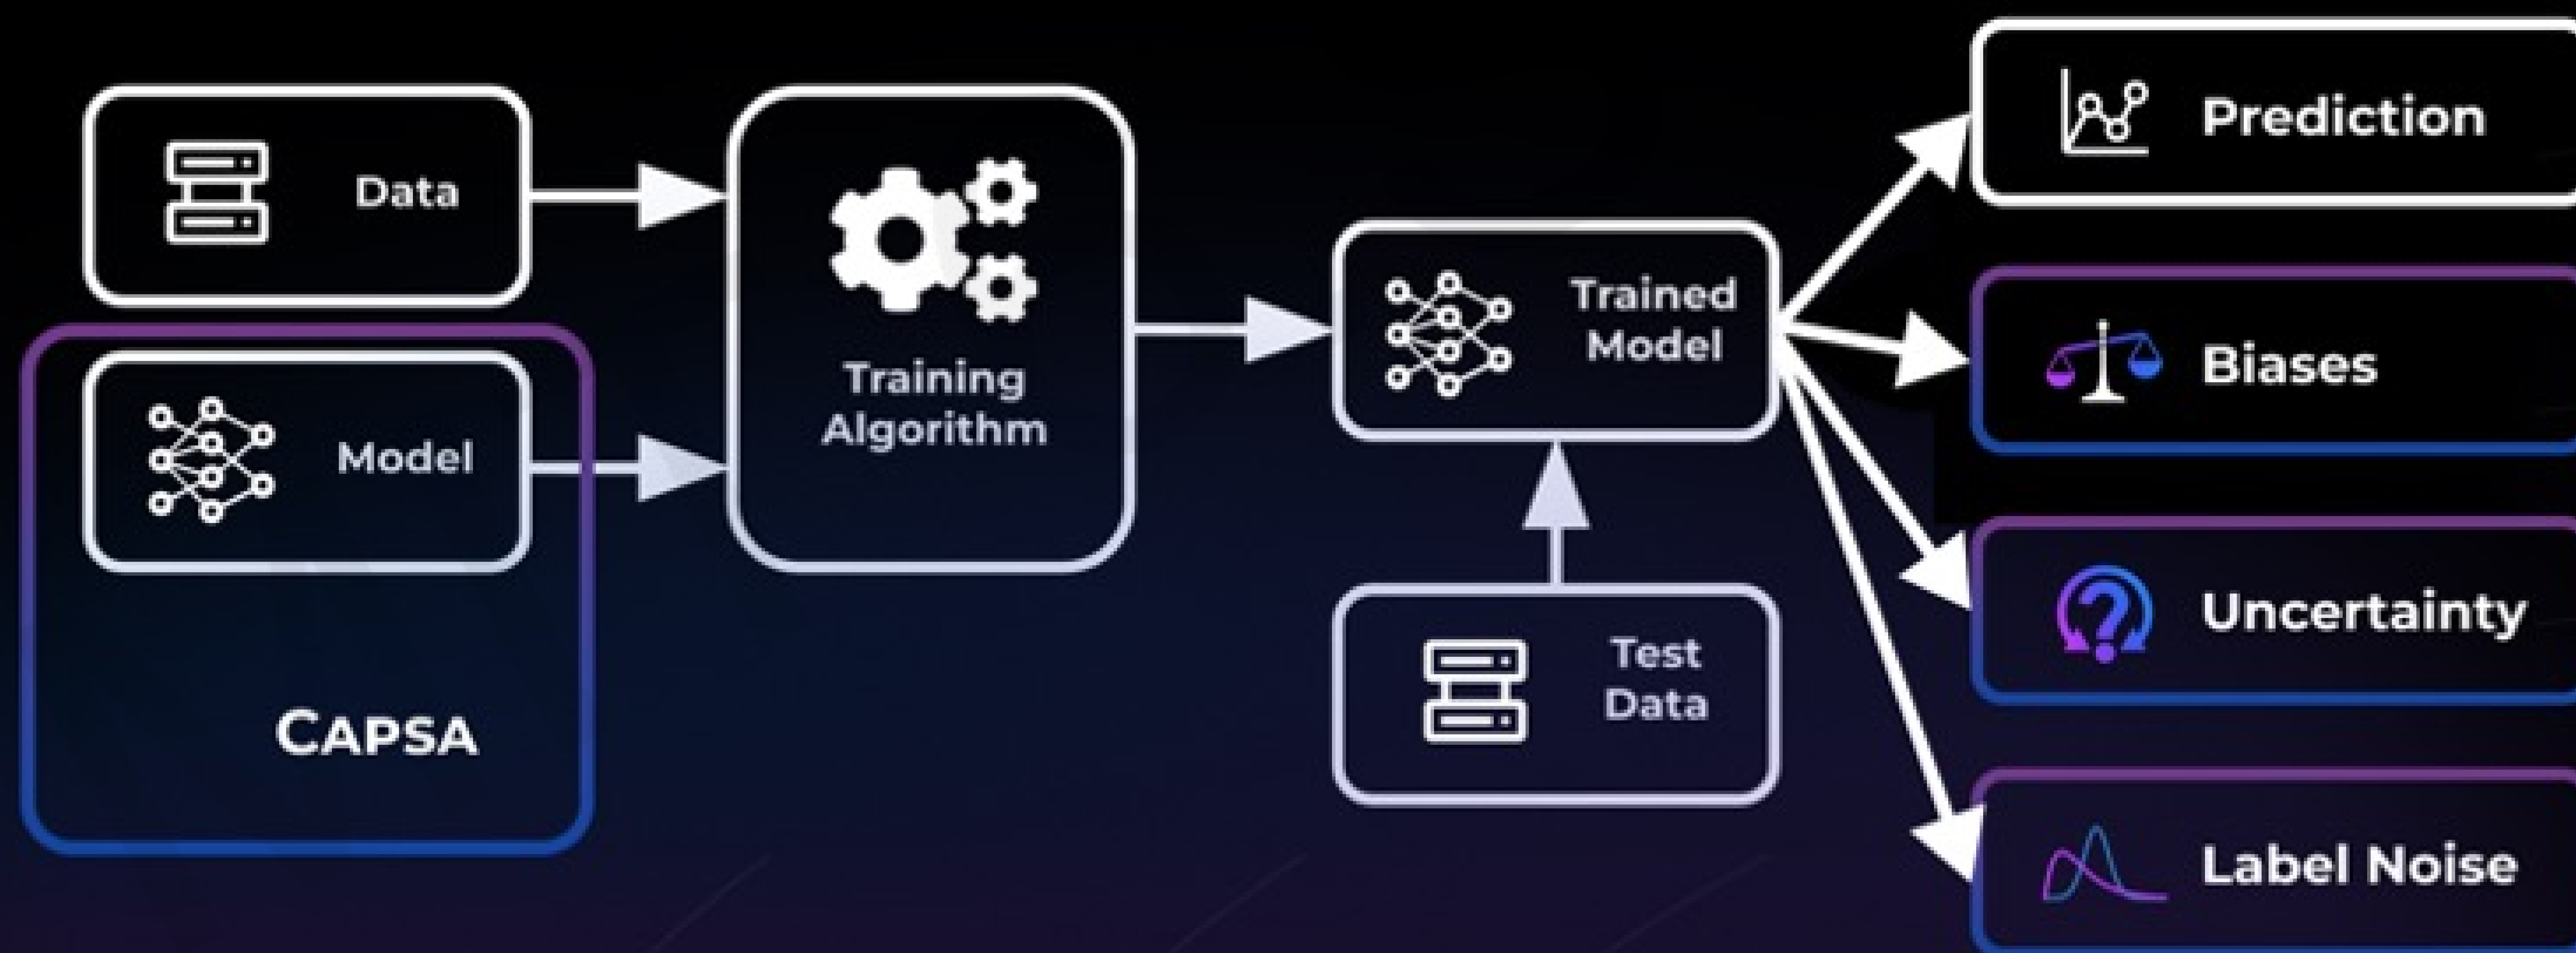 Data
Model
CAPSA
Training
Algorithm
Trained
Model
Test
Data
Prediction
Biases
Uncertainty
Label Noise